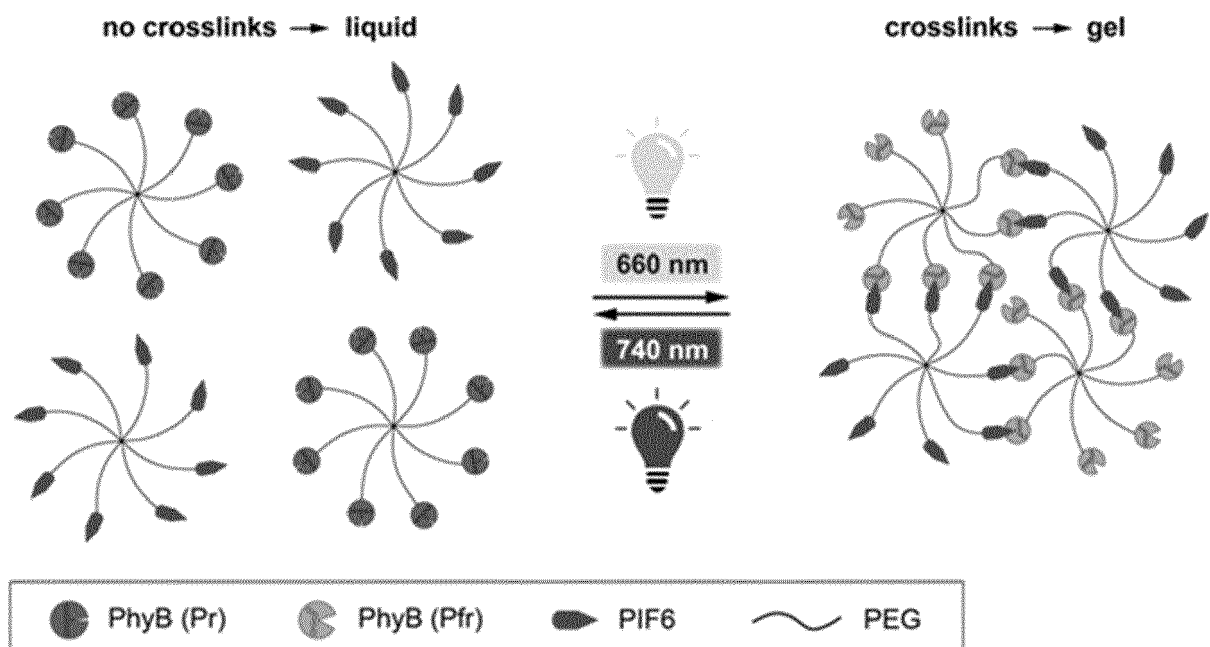 no crosslinks → liquid
crosslinks → gel
660 nm
740 nm
PhyB (Pr)
PhyB (Pfr)
PIF6
PEG